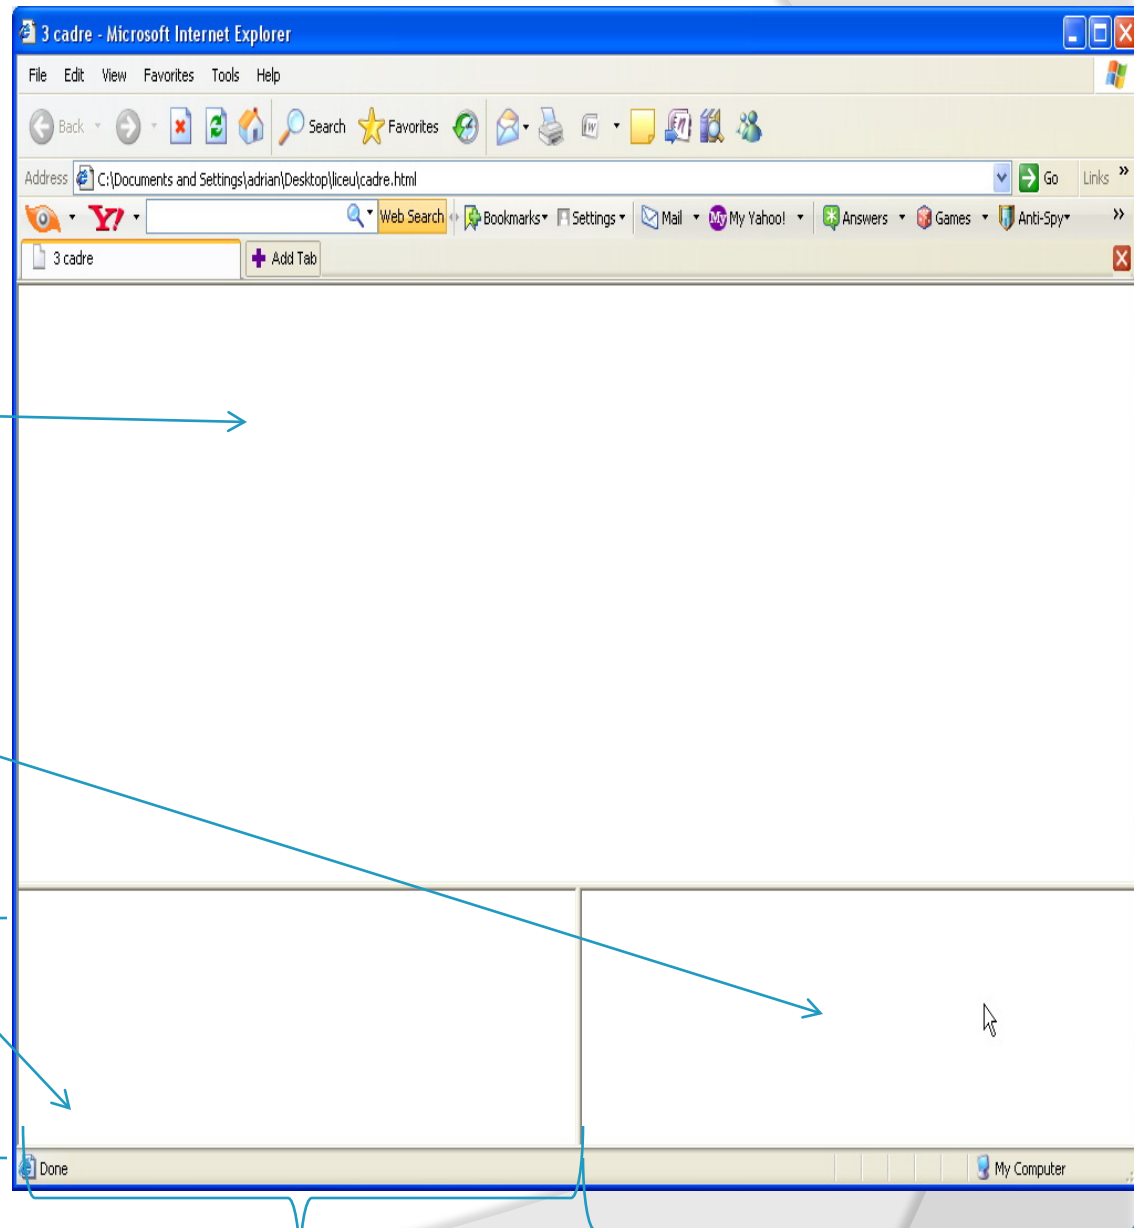 3 cadre - Microsoft Internet Explorer
File Edit View Favorites Tools Help
Back Search Favorites
Address C:\Documents and Settings\adrian\Desktop\liceu\cadre.html Go Links »
Y! Web Search Bookmarks Settings Mail My My Yahoo! Answers Games Anti-Spy »
3 cadre Add Tab
Done My Computer